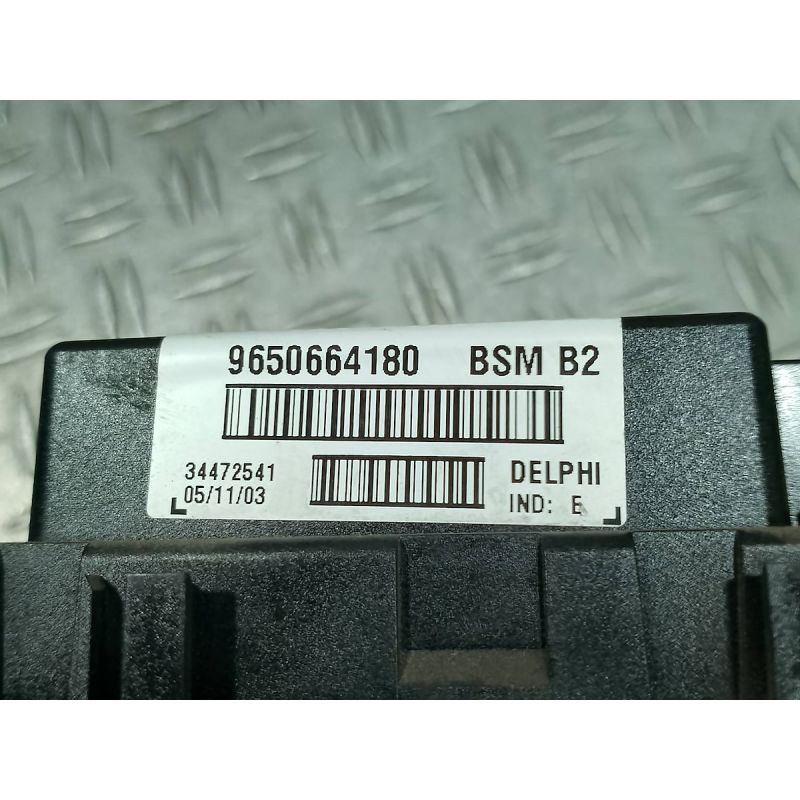 9650664180 BSM B2
34472541 DELPHI
05/11/03 IND: E